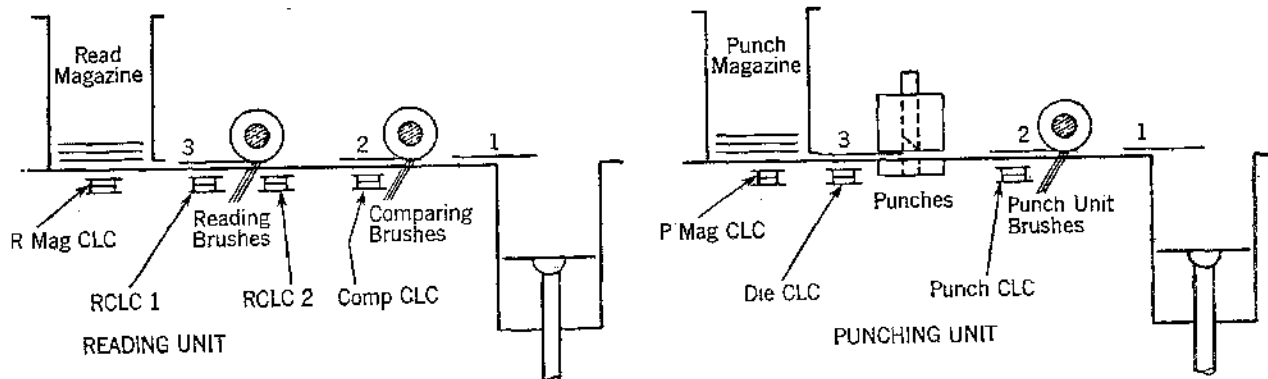 Read
Magazine
3
2
1
R Mag CLC
Reading
Brushes
Comparing
Brushes
RCLC 1
RCLC 2
Comp CLC
READING UNIT
Punch
Magazine
3
2
1
P Mag CLC
Punches
Punch Unit
Brushes
Die CLC
Punch CLC
PUNCHING UNIT